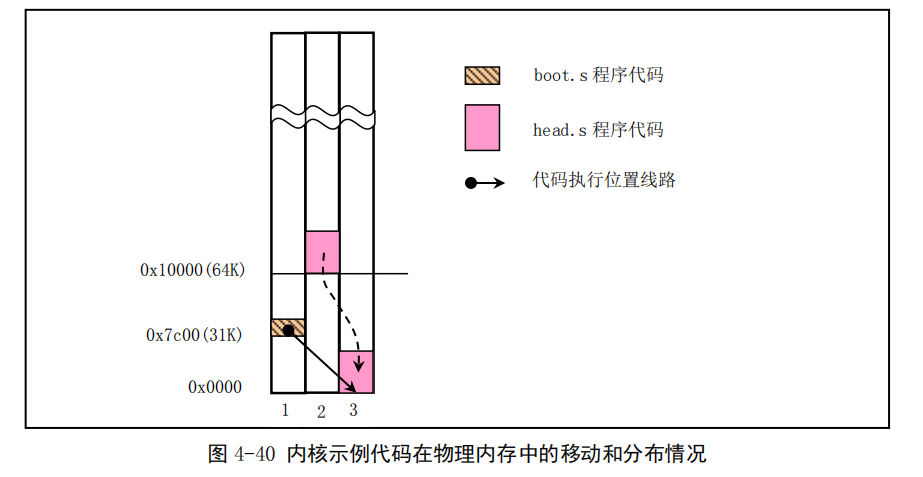 boot.s 程序代码
head.s 程序代码
代码执行位置线路
0x10000(64K)
0x7c00(31K)
0x0000
1 2 3
图 4-40 内核示例代码在物理内存中的移动和分布情况